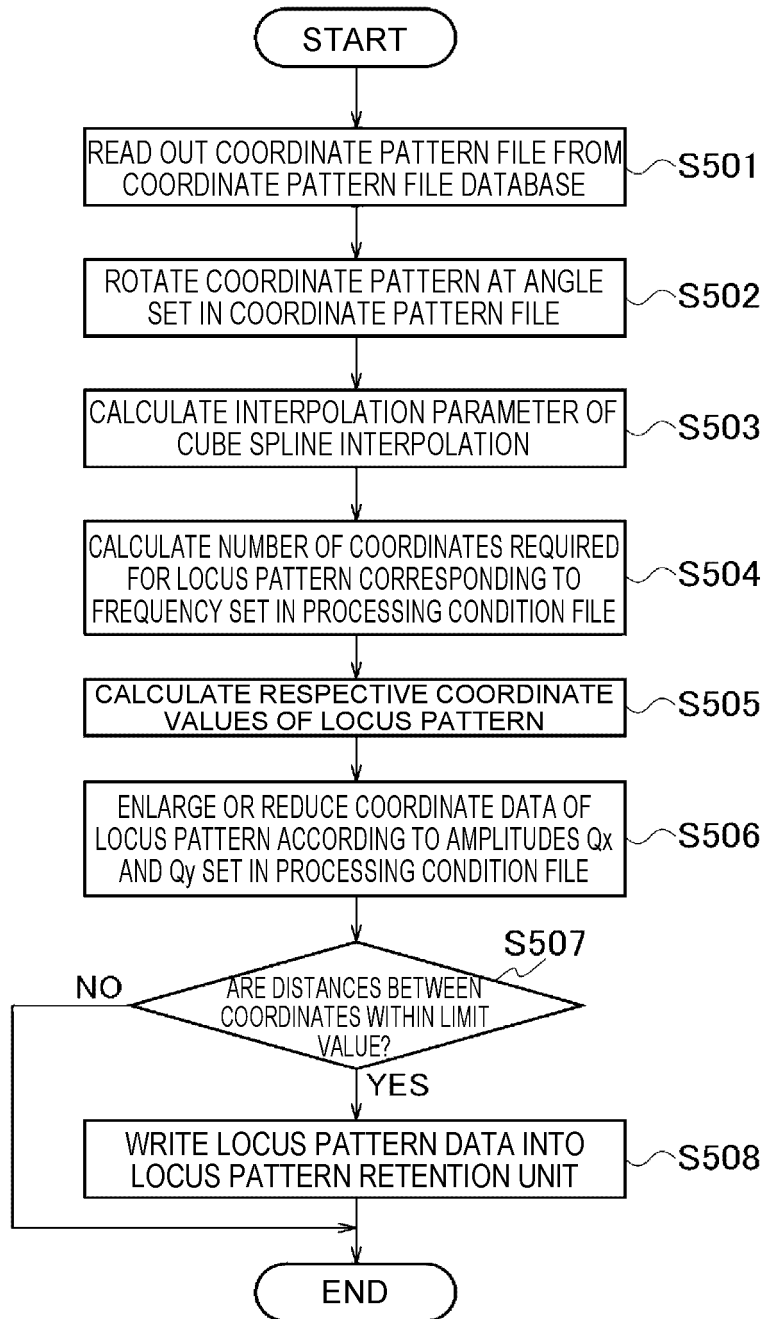 START
READ OUT COORDINATE PATTERN FILE FROM
COORDINATE PATTERN FILE DATABASE
S501
ROTATE COORDINATE PATTERN AT ANGLE
SET IN COORDINATE PATTERN FILE
S502
CALCULATE INTERPOLATION PARAMETER OF
CUBE SPLINE INTERPOLATION
S503
CALCULATE NUMBER OF COORDINATES REQUIRED
FOR LOCUS PATTERN CORRESPONDING TO
FREQUENCY SET IN PROCESSING CONDITION FILE
S504
CALCULATE RESPECTIVE COORDINATE
VALUES OF LOCUS PATTERN
S505
ENLARGE OR REDUCE COORDINATE DATA OF
LOCUS PATTERN ACCORDING TO AMPLITUDES Qx
AND Qy SET IN PROCESSING CONDITION FILE
S506
S507
NO
ARE DISTANCES BETWEEN
COORDINATES WITHIN LIMIT
VALUE?
YES
WRITE LOCUS PATTERN DATA INTO
LOCUS PATTERN RETENTION UNIT
S508
END